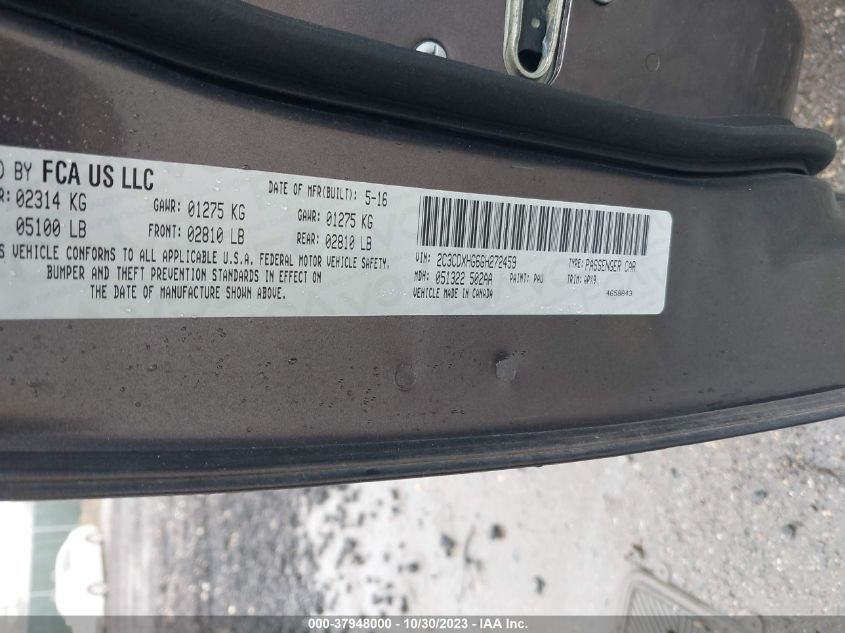 BY FCA US LLC
DATE OF MFR(BUILT): 5-16
02314 KG GAWR: 01275 KG GAWR: 01275 KG
05100 LB FRONT: 02810 LB REAR: 02810 LB
VEHICLE CONFORMS TO ALL APPLICABLE U.S.A. FEDERAL MOTOR VEHICLE SAFETY,
BUMPER AND THEFT PREVENTION STANDARDS IN EFFECT ON
THE DATE OF MANUFACTURE SHOWN ABOVE.
VIN: 2C3CDXHG6GH272459 TYPE: PASSENGER CAR
MDH: 051322 502AA PAINT: PAU TRIM: APX9
VEHICLE MADE IN CANADA 4658843
000-37948000 - 10/30/2023 - IAA Inc.